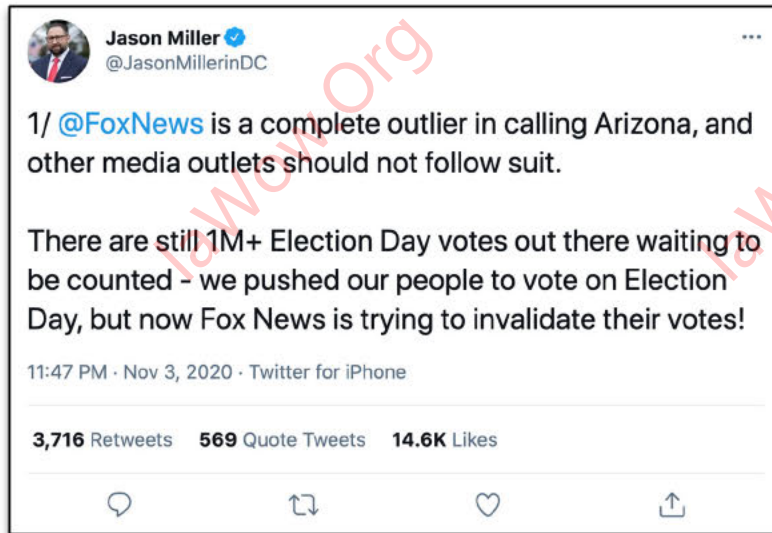 Jason Miller
@JasonMillerinDC
1/ @FoxNews is a complete outlier in calling Arizona, and
other media outlets should not follow suit.
There are still 1M+ Election Day votes out there waiting to
be counted - we pushed our people to vote on Election
Day, but now Fox News is trying to invalidate their votes!
11:47 PM · Nov 3, 2020 · Twitter for iPhone
3,716 Retweets 569 Quote Tweets 14.6K Likes
laWow.Org
laW